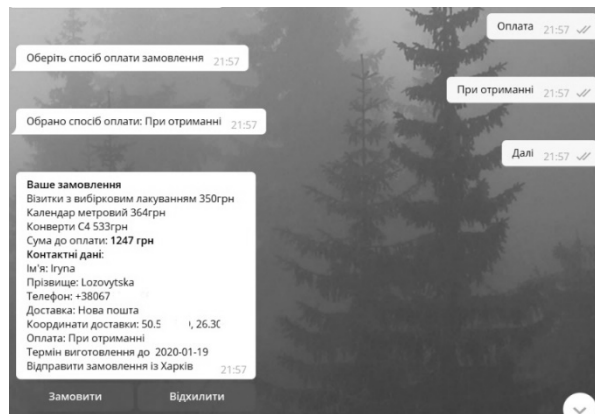 Оплата 21:57
Оберіть спосіб оплати замовлення 21:57
При отриманні 21:57
Обрано спосіб оплати: При отриманні 21:57
Далі 21:57
Ваше замовлення
Візитки з вибірковим лакуванням 350грн
Календар метровий 364грн
Конверти С4 533грн
Сума до оплати: 1247 грн
Контактні дані:
Ім'я: Iryna
Прізвище: Lozovytska
Телефон: +38067
Доставка: Нова пошта
Координати доставки: 50.5 , 26.30
Оплата: При отриманні
Термін виготовлення до 2020-01-19
Відправити замовлення із Харків 21:57
Замовити Відхилити